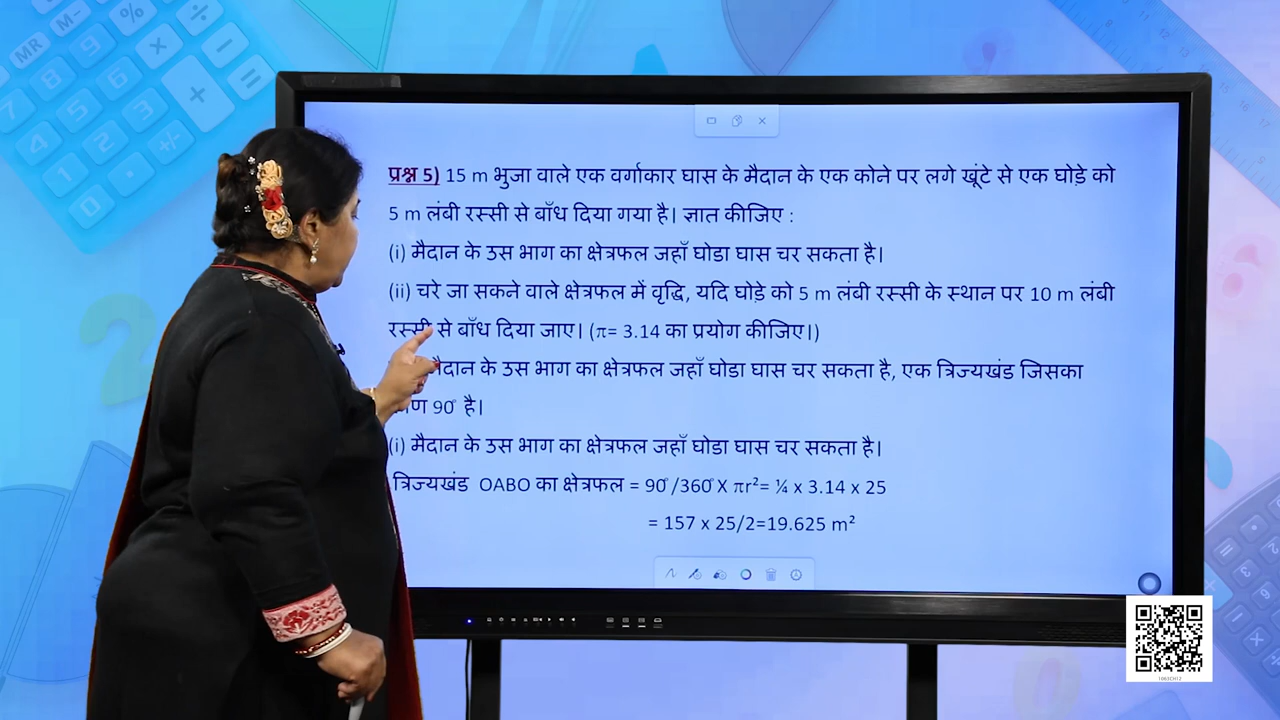 प्रश्न 5) 15 m भुजा वाले एक वर्गाकार घास के मैदान के एक कोने पर लगे खूंटे से एक घोड़े को
5 m लंबी रस्सी से बाँध दिया गया है। ज्ञात कीजिए :
(i) मैदान के उस भाग का क्षेत्रफल जहाँ घोडा घास चर सकता है।
(ii) चरे जा सकने वाले क्षेत्रफल में वृद्धि, यदि घोड़े को 5 m लंबी रस्सी के स्थान पर 10 m लंबी
रस्सी से बाँध दिया जाए। (π= 3.14 का प्रयोग कीजिए।)
मैदान के उस भाग का क्षेत्रफल जहाँ घोडा घास चर सकता है, एक त्रिज्यखंड जिसका
90° है।
(i) मैदान के उस भाग का क्षेत्रफल जहाँ घोडा घास चर सकता है।
त्रिज्यखंड OABO का क्षेत्रफल = 90°/360° X πr²= ¼ x 3.14 x 25
= 157 x 25/2=19.625 m²